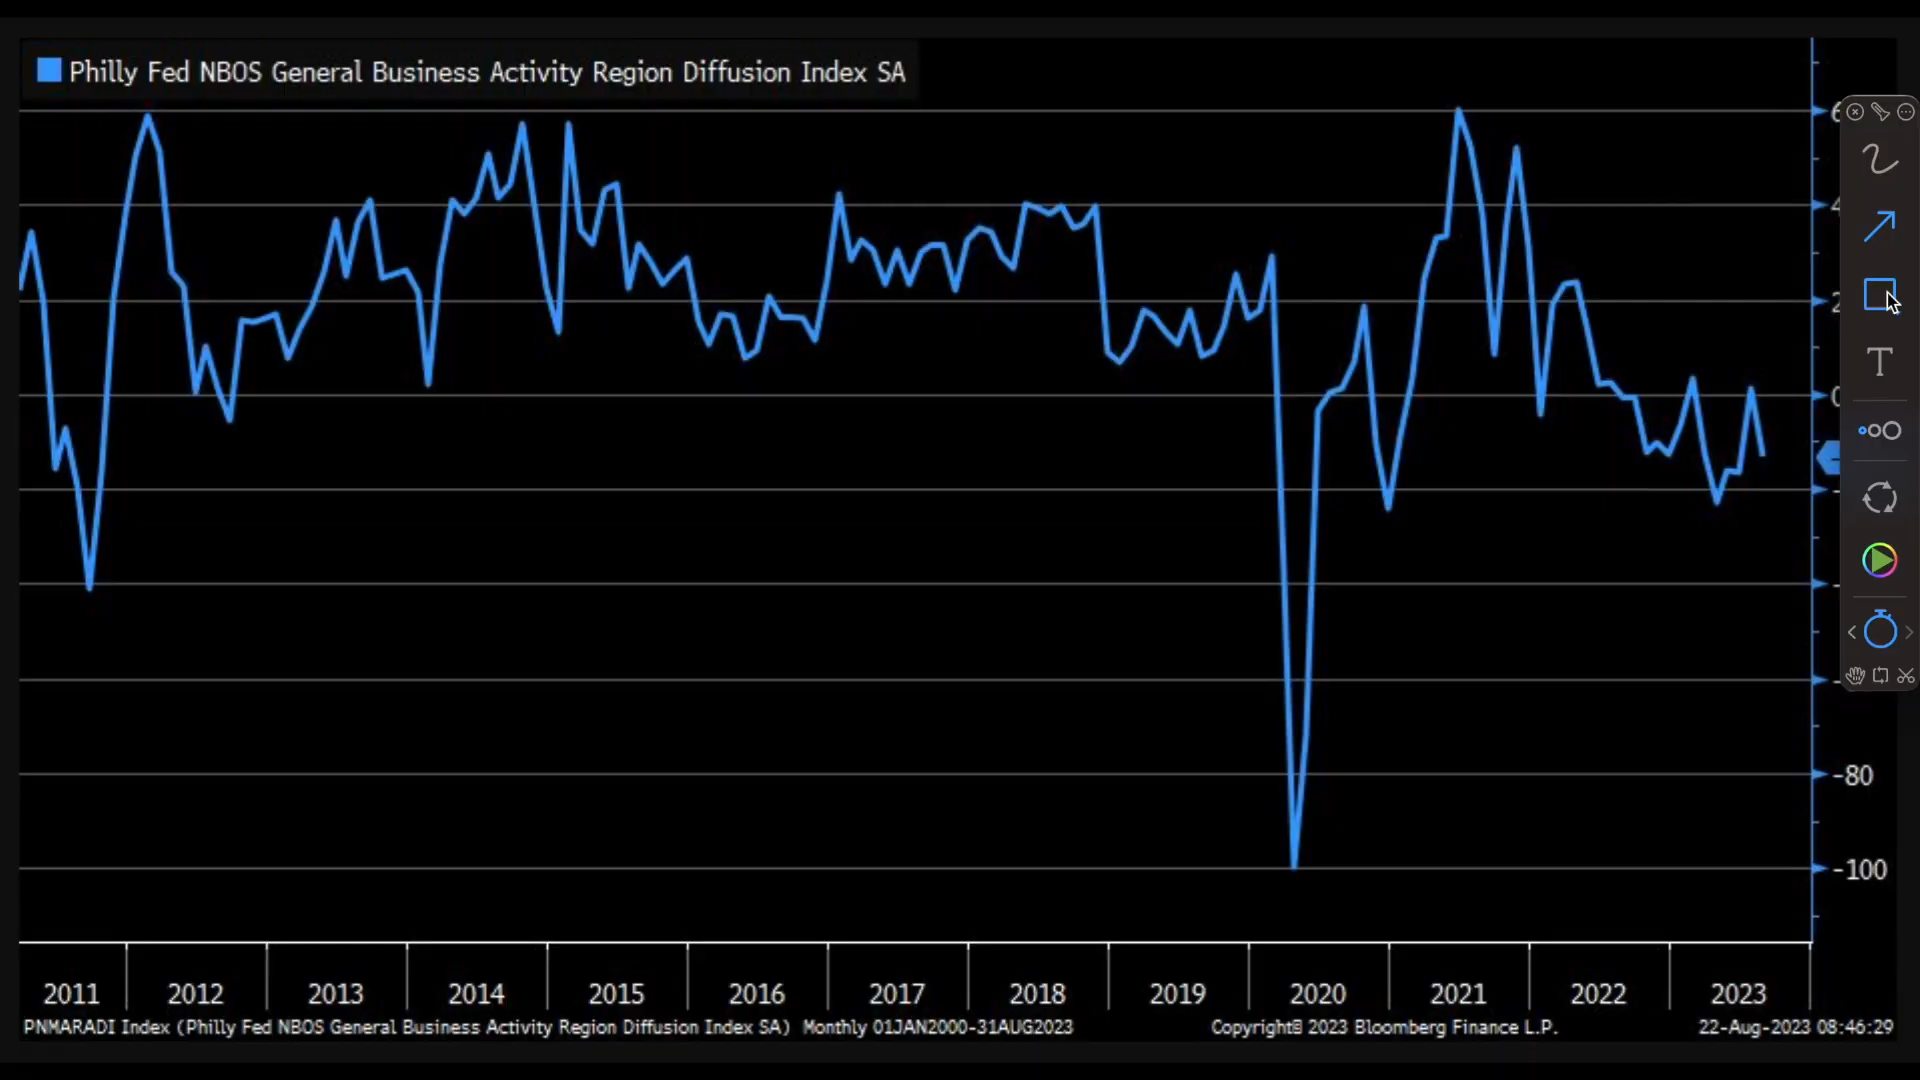 Philly Fed NBOS General Business Activity Region Diffusion Index SA
T
-80
-100
2011 2012 2013 2014 2015 2016 2017 2018 2019 2020 2021 2022 2023
PNMARADI Index (Philly Fed NBOS General Business Activity Region Diffusion Index SA) Monthly 01JAN2000-31AUG2023 Copyright© 2023 Bloomberg Finance L.P. 22-Aug-2023 08:46:29